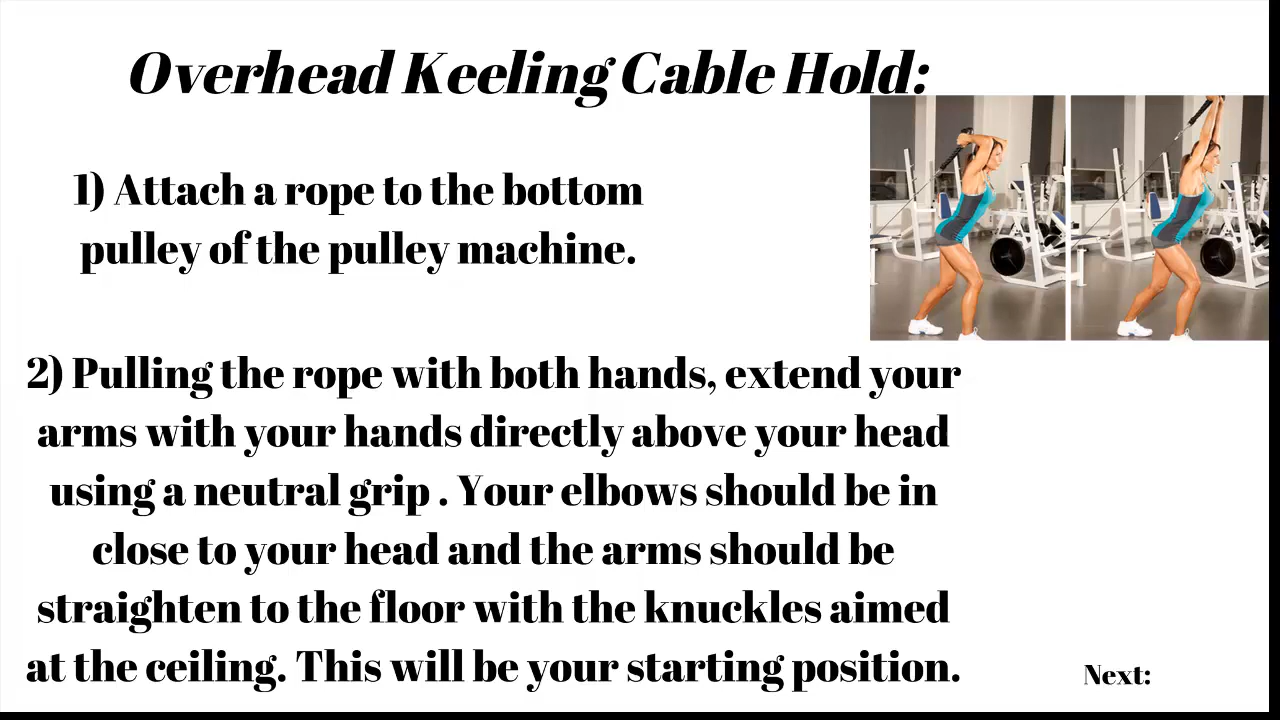 Overhead Keeling Cable Hold:
1) Attach a rope to the bottom
pulley of the pulley machine.
2) Pulling the rope with both hands, extend your
arms with your hands directly above your head
using a neutral grip . Your elbows should be in
close to your head and the arms should be
straighten to the floor with the knuckles aimed
at the ceiling. This will be your starting position.
Next: